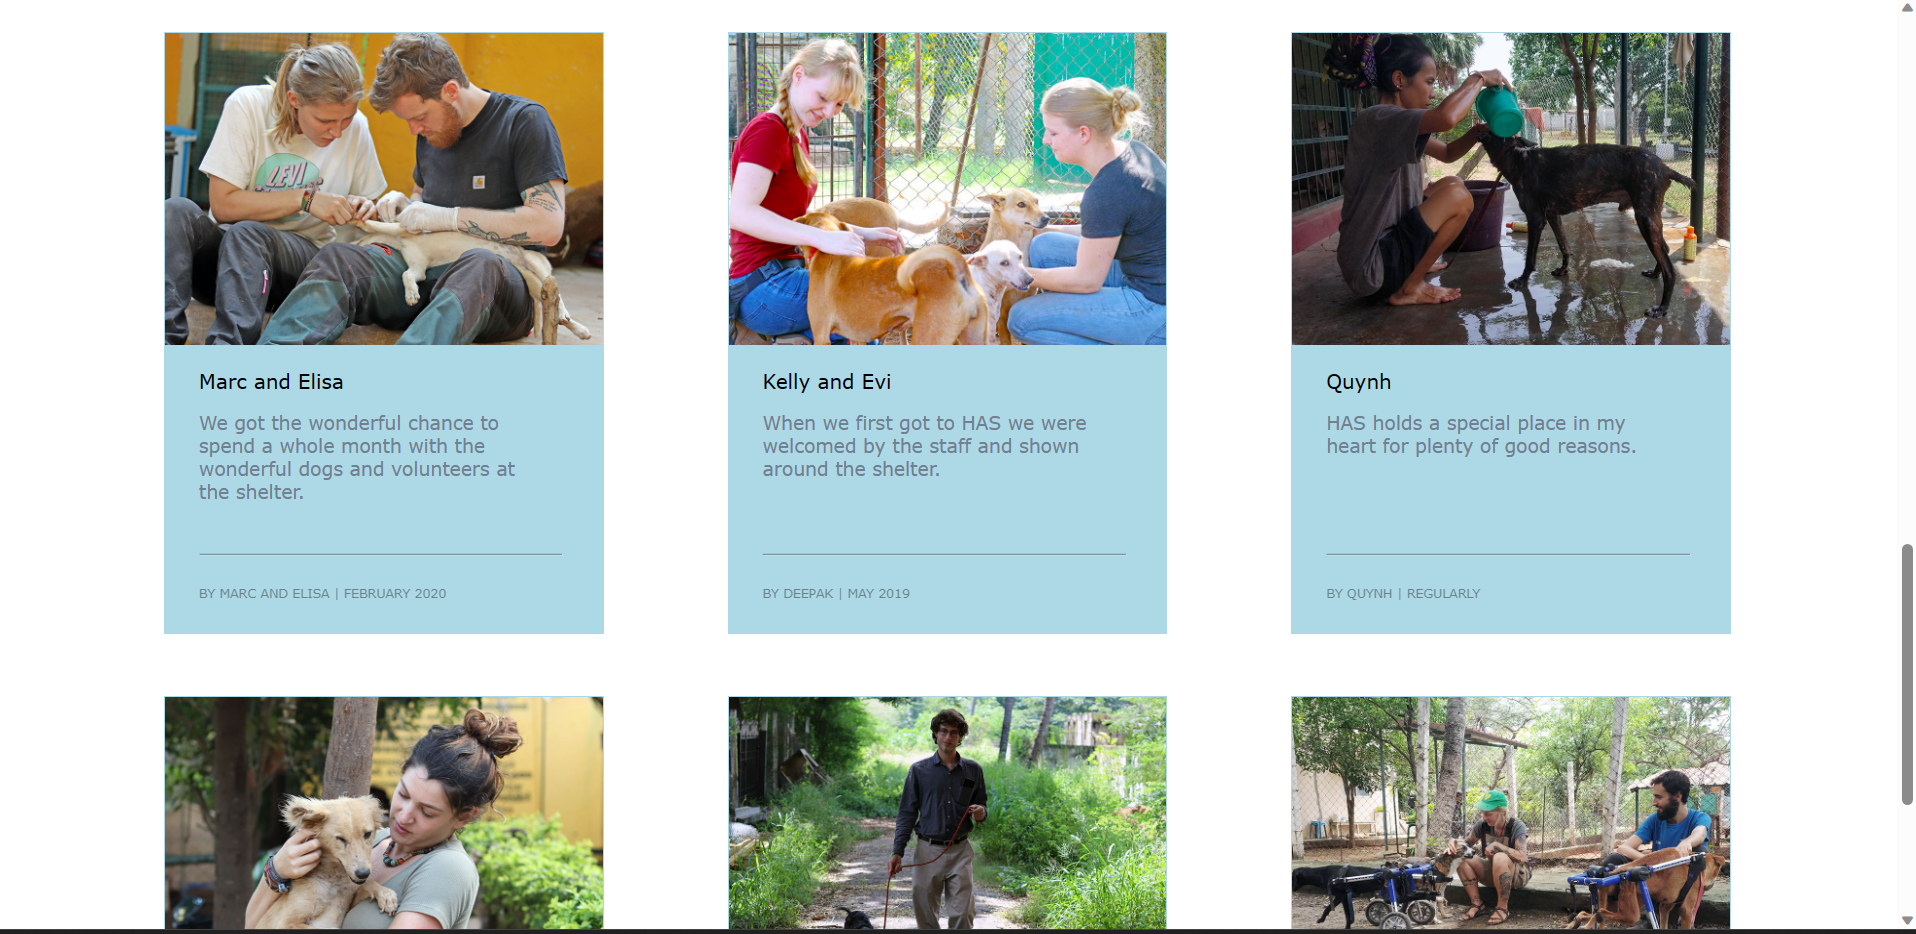 LEVI
Marc and Elisa
We got the wonderful chance to
spend a whole month with the
wonderful dogs and volunteers at
the shelter.
BY MARC AND ELISA | FEBRUARY 2020
Kelly and Evi
When we first got to HAS we were
welcomed by the staff and shown
around the shelter.
BY DEEPAK | MAY 2019
Quynh
HAS holds a special place in my
heart for plenty of good reasons.
BY QUYNH | REGULARLY